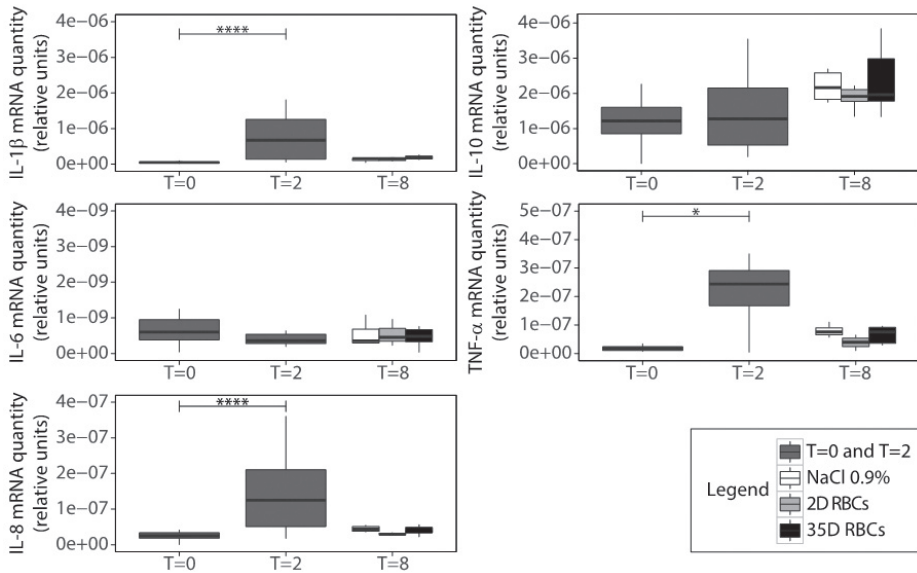 IL-1β mRNA quantity
(relative units)
4e−06
2e−06
2e−06
1e−06
0e+00
****
T=0 T=2 T=8
IL-10 mRNA quantity
(relative units)
4e−06
2e−06
2e−06
1e−06
0e+00
T=0 T=2 T=8
IL-6 mRNA quantity
(relative units)
4e−09
2e−09
2e−09
1e−09
0e+00
T=0 T=2 T=8
TNF-α mRNA quantity
(relative units)
5e−07
4e−07
3e−07
2e−07
1e−07
0e+00
*
T=0 T=2 T=8
IL-8 mRNA quantity
(relative units)
4e−07
2e−07
2e−07
1e−07
0e+00
****
T=0 T=2 T=8
Legend
T=0 and T=2
NaCl 0.9%
2D RBCs
35D RBCs